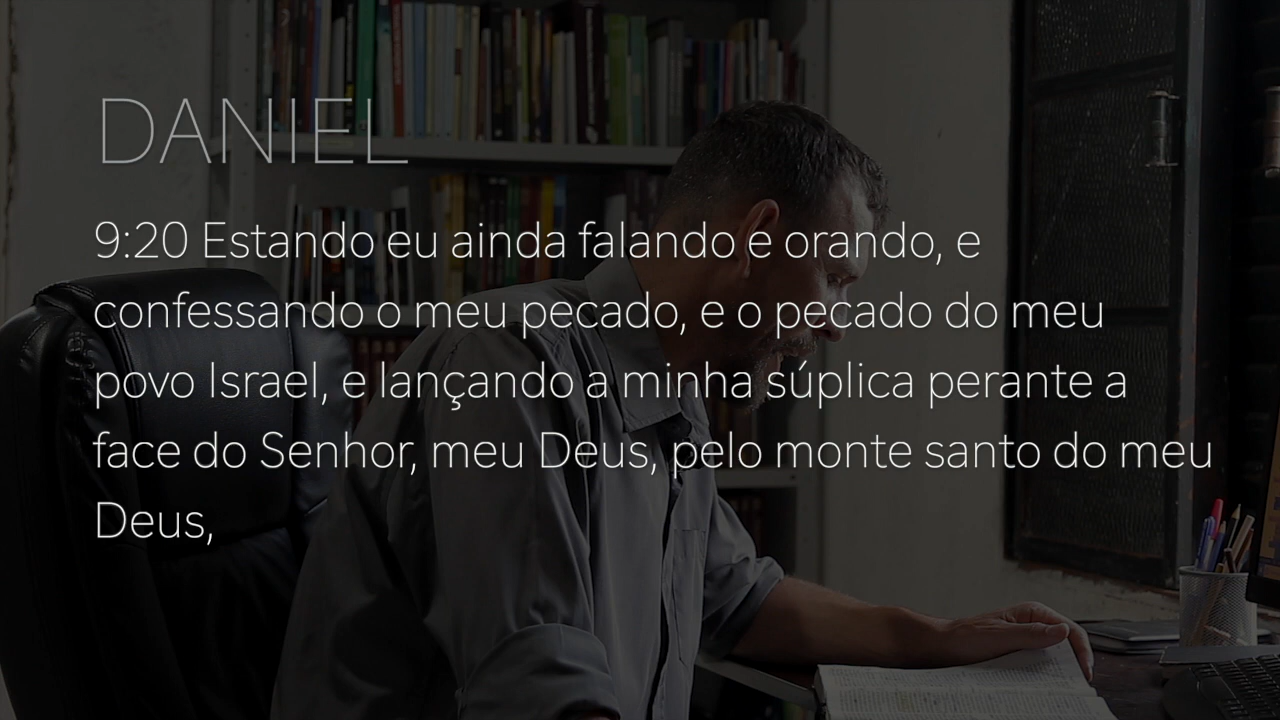 DANIEL
9:20 Estando eu ainda falando e orando, e
confessando o meu pecado, e o pecado do meu
povo Israel, e lançando a minha súplica perante a
face do Senhor, meu Deus, pelo monte santo do meu
Deus,